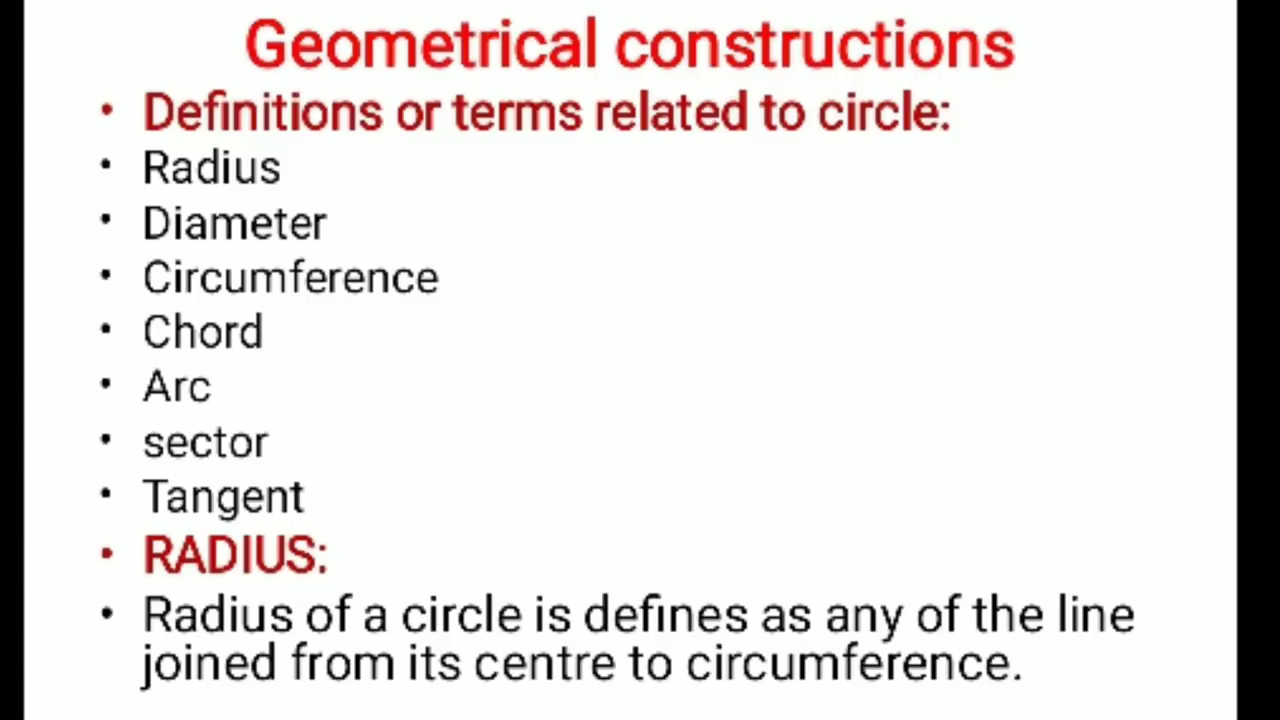 Geometrical constructions
• Definitions or terms related to circle:
• Radius
• Diameter
• Circumference
• Chord
• Arc
• sector
• Tangent
• RADIUS:
• Radius of a circle is defines as any of the line
joined from its centre to circumference.